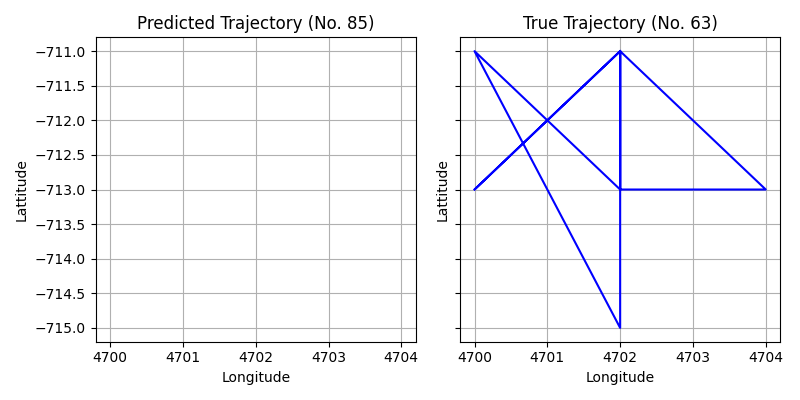 Predicted Trajectory (No. 85)
True Trajectory (No. 63)
−711.0
−711.5
−712.0
−712.5
−713.0
−713.5
−714.0
−714.5
−715.0
Lattitude
Lattitude
4700 4701 4702 4703 4704
4700 4701 4702 4703 4704
Longitude
Longitude